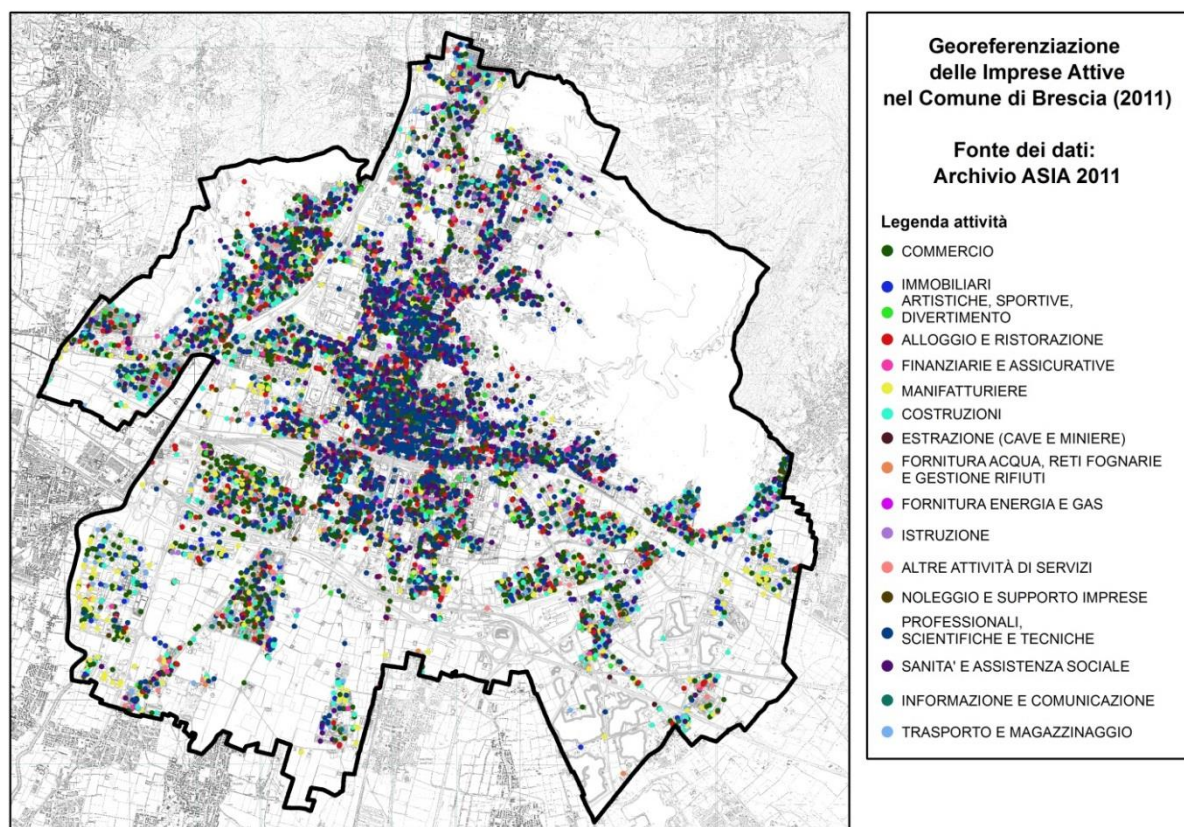 Georeferenziazione
delle Imprese Attive
nel Comune di Brescia (2011)
Fonte dei dati:
Archivio ASIA 2011
Legenda attività
COMMERCIO
IMMOBILIARI
ARTISTICHE, SPORTIVE,
DIVERTIMENTO
ALLOGGIO E RISTORAZIONE
FINANZIARIE E ASSICURATIVE
MANIFATTURIERE
COSTRUZIONI
ESTRAZIONE (CAVE E MINIERE)
FORNITURA ACQUA, RETI FOGNARIE
E GESTIONE RIFIUTI
FORNITURA ENERGIA E GAS
ISTRUZIONE
ALTRE ATTIVITÀ DI SERVIZI
NOLEGGIO E SUPPORTO IMPRESE
PROFESSIONALI,
SCIENTIFICHE E TECNICHE
SANITA' E ASSISTENZA SOCIALE
INFORMAZIONE E COMUNICAZIONE
TRASPORTO E MAGAZZINAGGIO